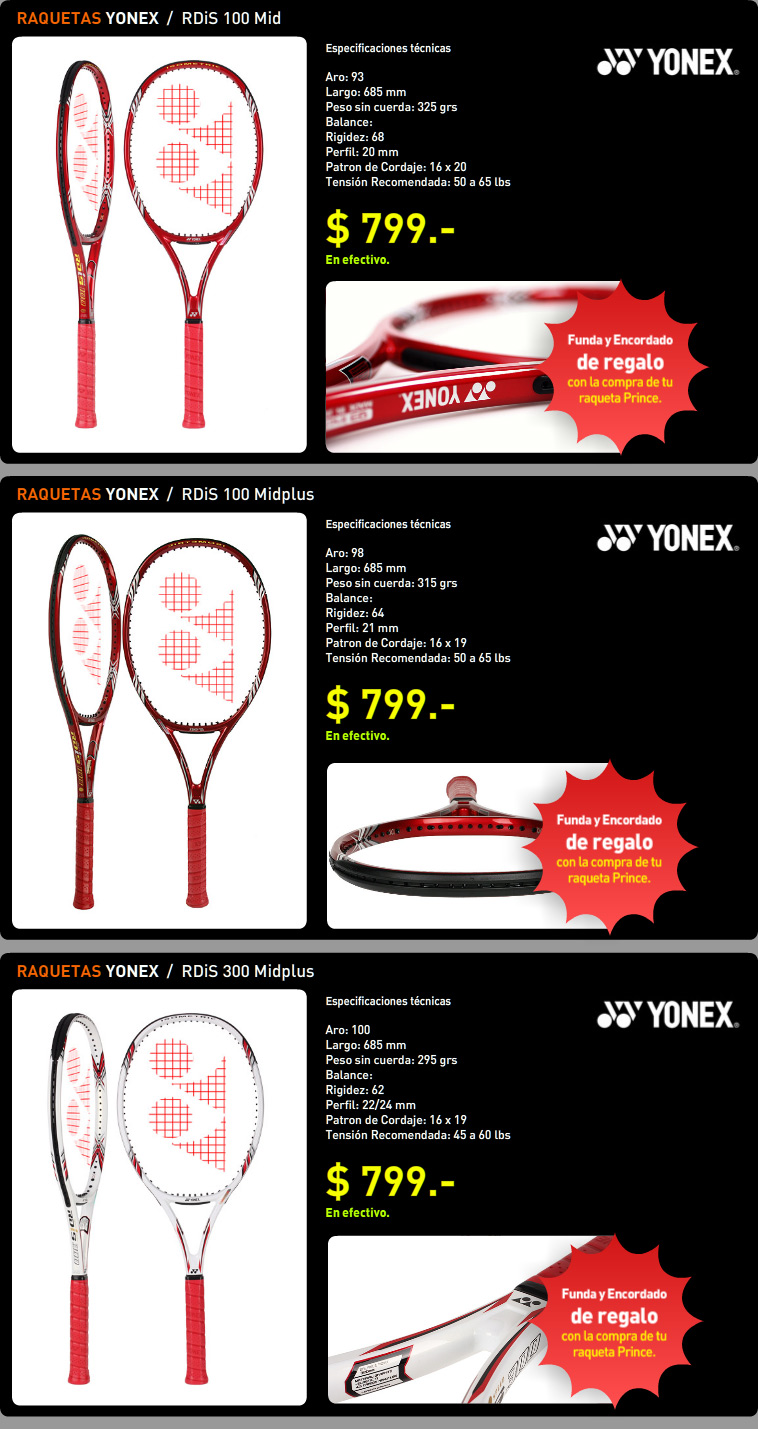 RAQUETAS YONEX / RDiS 100 Mid
Especificaciones técnicas
YONEX®
Aro: 93
Largo: 685 mm
Peso sin cuerda: 325 grs
Balance:
Rigidez: 68
Perfil: 20 mm
Patron de Cordaje: 16 x 20
Tensión Recomendada: 50 a 65 lbs
$ 799.-
En efectivo.
YONEX
Funda y Encordado
de regalo
con la compra de tu
raqueta Prince.
RAQUETAS YONEX / RDiS 100 Midplus
Especificaciones técnicas
YONEX®
Aro: 98
Largo: 685 mm
Peso sin cuerda: 315 grs
Balance:
Rigidez: 64
Perfil: 21 mm
Patron de Cordaje: 16 x 19
Tensión Recomendada: 50 a 65 lbs
$ 799.-
En efectivo.
Funda y Encordado
de regalo
con la compra de tu
raqueta Prince.
RAQUETAS YONEX / RDiS 300 Midplus
Especificaciones técnicas
YONEX®
Aro: 100
Largo: 685 mm
Peso sin cuerda: 295 grs
Balance:
Rigidez: 62
Perfil: 22/24 mm
Patron de Cordaje: 16 x 19
Tensión Recomendada: 45 a 60 lbs
$ 799.-
En efectivo.
Funda y Encordado
de regalo
con la compra de tu
raqueta Prince.